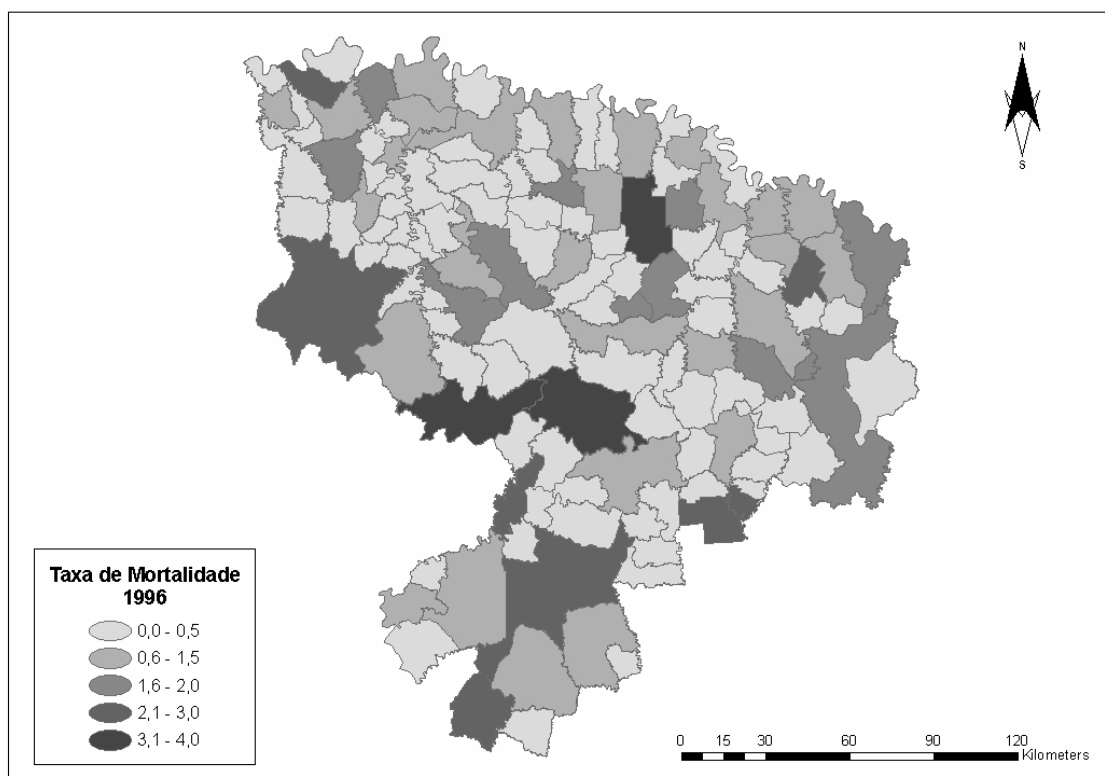 N
S
Taxa de Mortalidade
1996
0,0 - 0,5
0,6 - 1,5
1,6 - 2,0
2,1 - 3,0
3,1 - 4,0
0 15 30 60 90 120
Kilometers